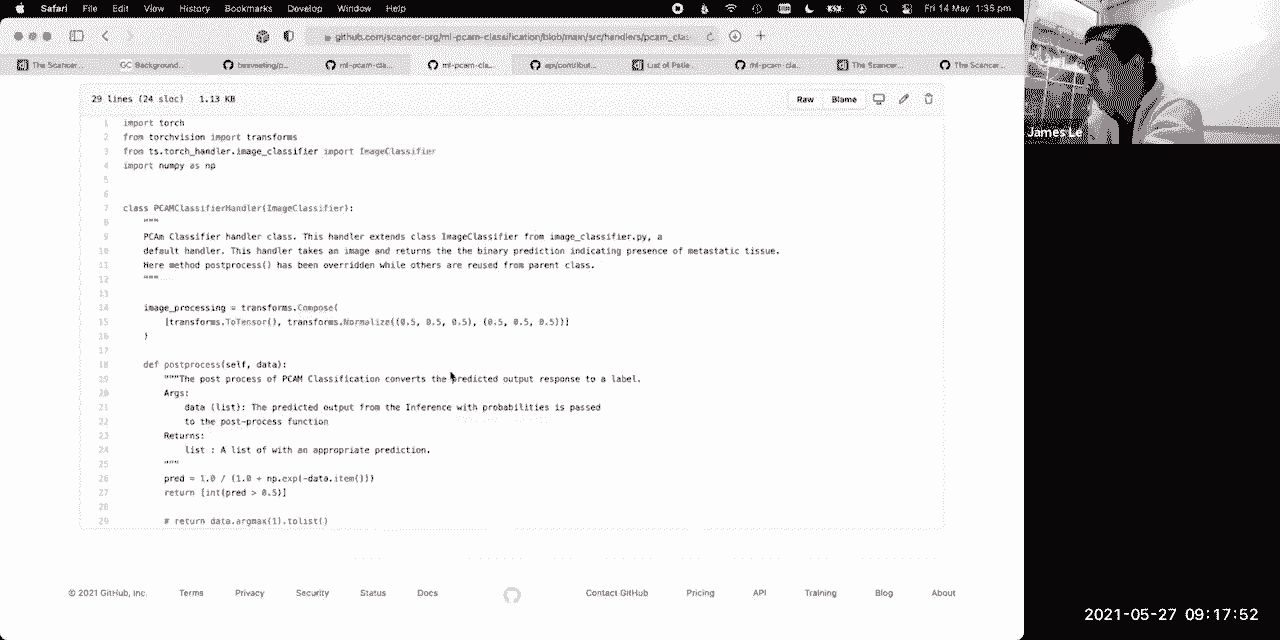 Safari File Edit View History Bookmarks Develop Window Help Fri 14 May 1:35 pm
github.com/scancer-org/ml-pcam-classification/blob/main/src/handlers/pcam_clas
The Scancer... GC Background... ml-pcam-cla... ml-pcam-cla... api/contribut... List of Patie... ml-pcam-cla... The Scancer... The Scancer...
29 lines (24 sloc) 1.13 KB Raw Blame
1 import torch
2 from torchvision import transforms
3 from ts.torch_handler.image_classifier import ImageClassifier
4 import numpy as np
5
6
7 class PCAMClassifierHandler(ImageClassifier):
8 """
9 PCAm Classifier handler class. This handler extends class ImageClassifier from image_classifier.py, a
10 default handler. This handler takes an image and returns the the binary prediction indicating presence of metastatic tissue.
11 Here method postprocess() has been overridden while others are reused from parent class.
12 """
13
14 image_processing = transforms.Compose(
15 [transforms.ToTensor(), transforms.Normalize((0.5, 0.5, 0.5), (0.5, 0.5, 0.5))]
16 )
17
18 def postprocess(self, data):
19 """The post process of PCAM Classification converts the predicted output response to a label.
20 Args:
21 data (list): The predicted output from the Inference with probabilities is passed
22 to the post-process function
23 Returns:
24 list : A list of with an appropriate prediction.
25 """
26 pred = 1.0 / (1.0 + np.exp(-data.item()))
27 return [int(pred > 0.5)]
28
29 # return data.argmax(1).tolist()
© 2021 GitHub, Inc. Terms Privacy Security Status Docs Contact GitHub Pricing API Training Blog About
James Le
2021-05-27 09:17:52